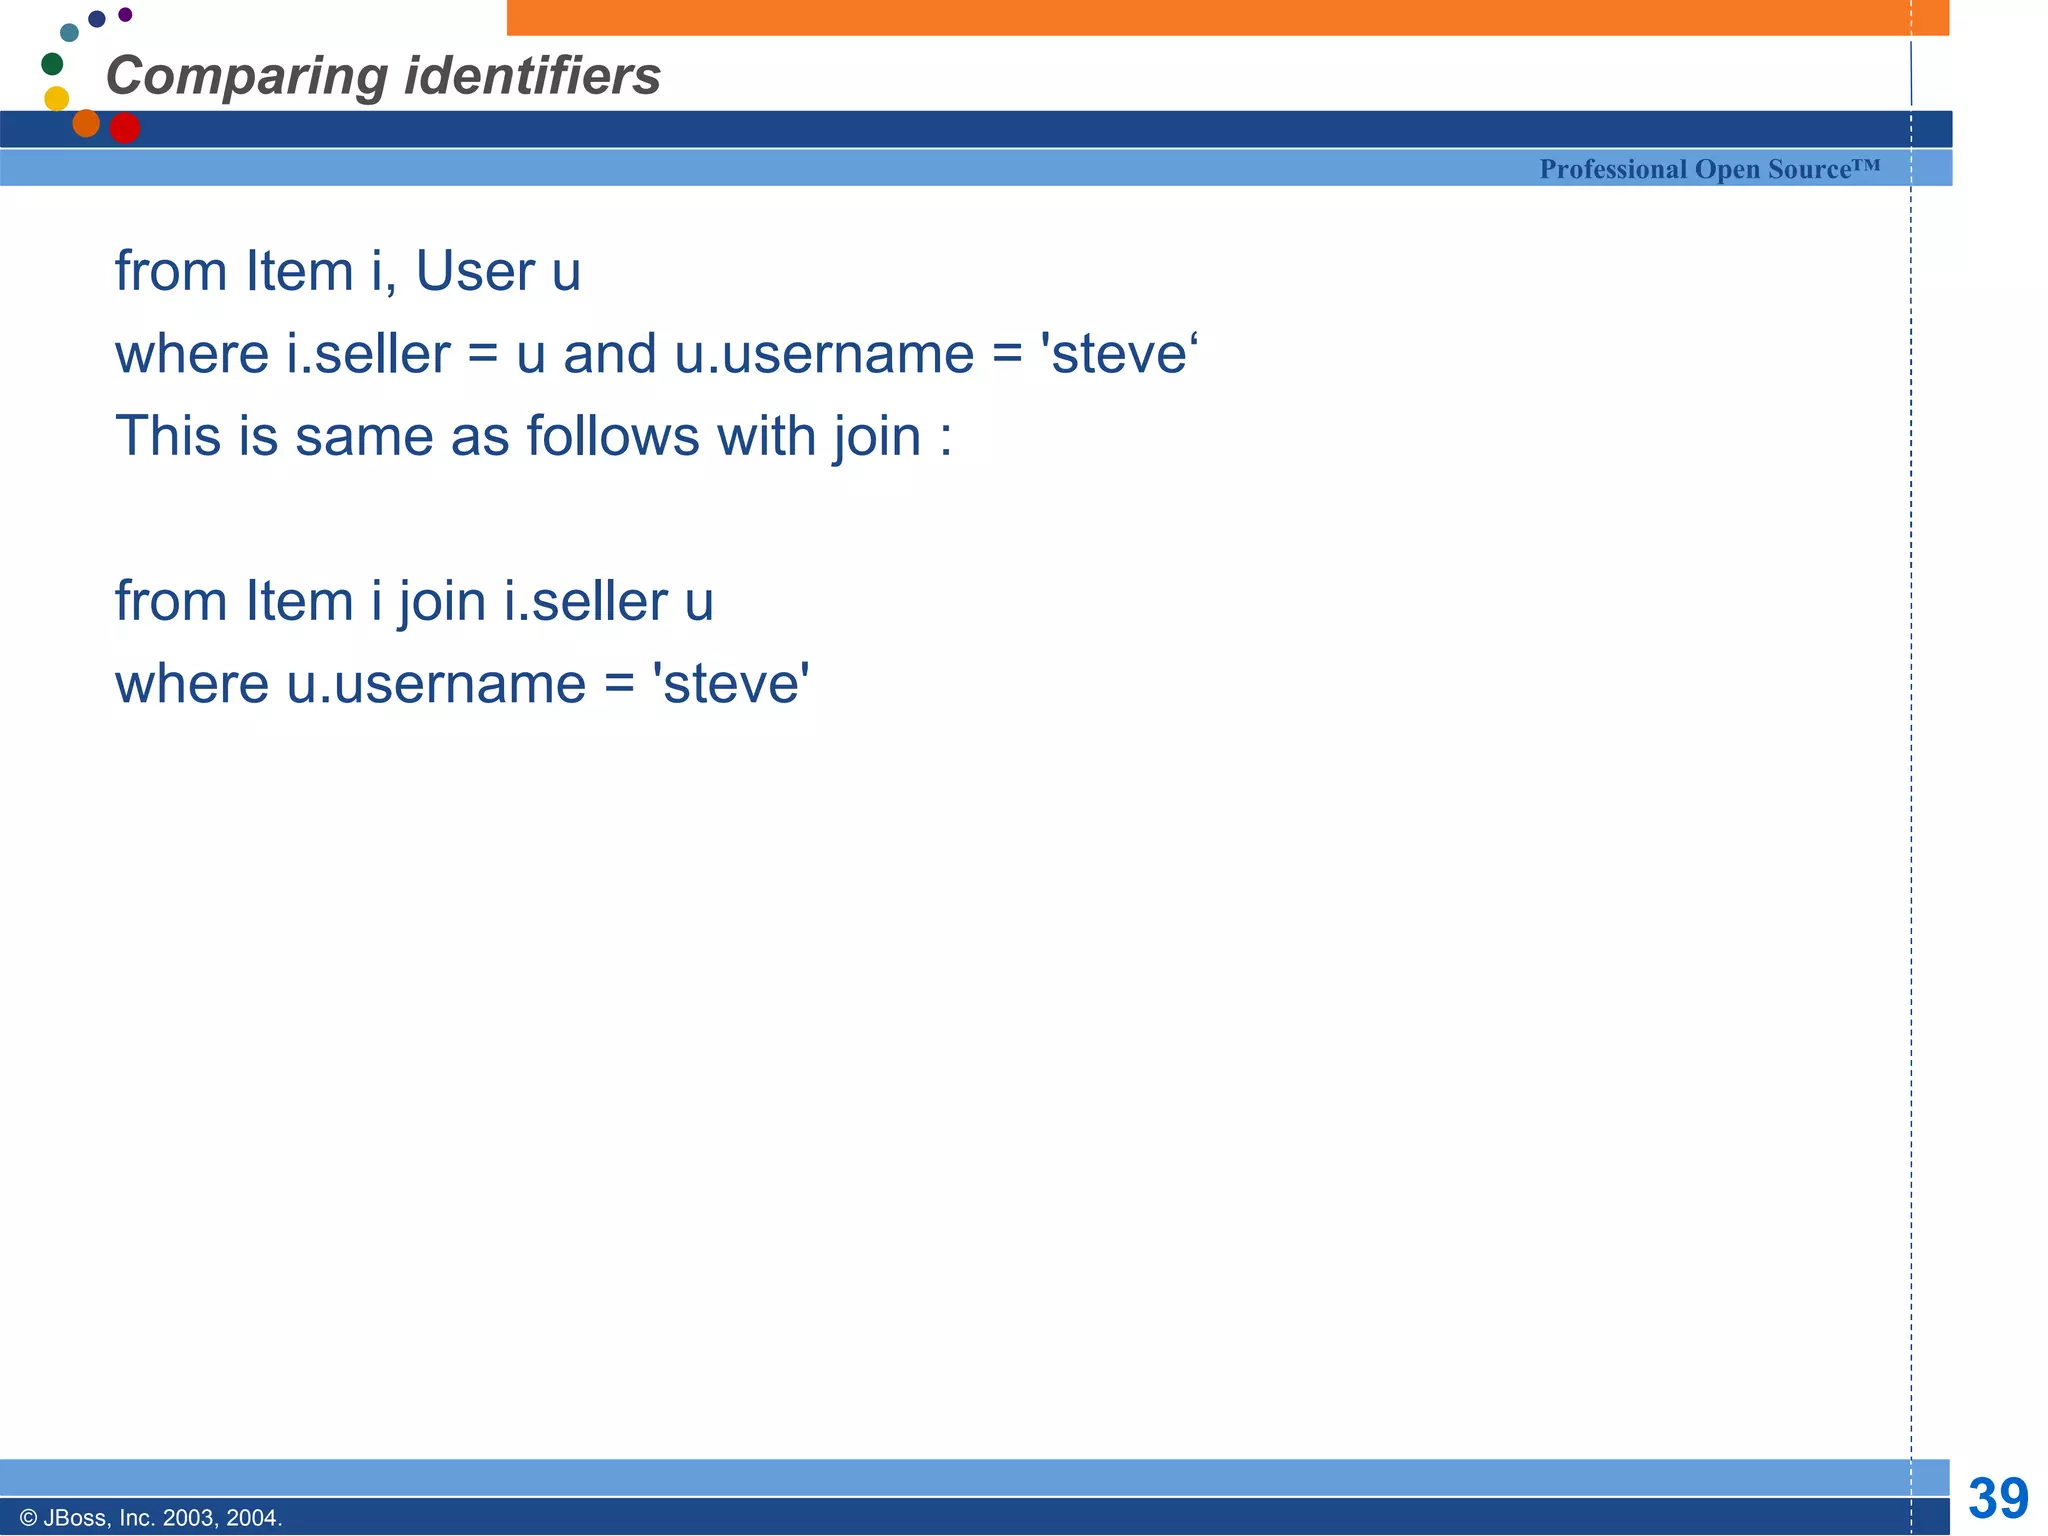 Comparing identifiers
Professional Open Source™
from Item i, User u
where i.seller = u and u.username = 'steve‘
This is same as follows with join :
from Item i join i.seller u
where u.username = 'steve'
© JBoss, Inc. 2003, 2004.
39